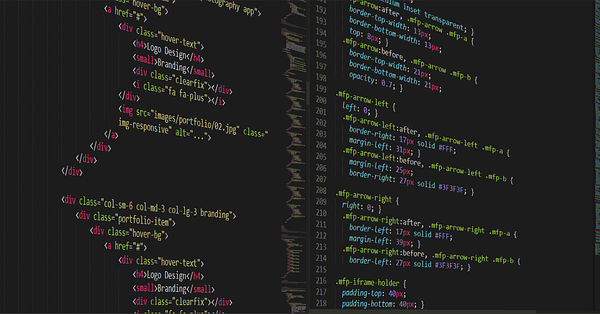 tography app">
hover-bg">
<a href="#">
<div class="hover-text">
<h4>Logo Design</h4>
<small>Branding</small>
<div class="clearfix"></div>
<i class="fa fa-plus"></i>
</div>
<img src="images/portfolio/02.jpg" class="
img-responsive" alt="...">
</a>
</div>
</div>
</div>
<div class="col-sm-6 col-md-3 col-lg-3 branding">
<div class="portfolio-item">
<div class="hover-bg">
<a href="#">
<div class="hover-text">
<h4>Logo Design</h4>
<small>Branding</small>
<div class="clearfix"></div>
inset transparent; }
192 .mfp-arrow:after, .mfp-arrow .mfp-a {
193 border-top-width: 13px;
194 border-bottom-width: 13px;
195 top: 8px; }
196 .mfp-arrow:before, .mfp-arrow .mfp-b {
197 border-top-width: 21px;
198 border-bottom-width: 21px;
199 opacity: 0.7; }
200 .mfp-arrow-left {
201 left: 0; }
202 .mfp-arrow-left:after, .mfp-arrow-left .mfp-a {
203 border-right: 17px solid #FFF;
204 margin-left: 31px; }
205 .mfp-arrow-left:before, .mfp-arrow-left .mfp-b {
206 margin-left: 25px;
207 border-right: 27px solid #3F3F3F; }
208 .mfp-arrow-right {
209 right: 0; }
210 .mfp-arrow-right:after, .mfp-arrow-right .mfp-a {
211 border-left: 17px solid #FFF;
212 margin-left: 39px; }
213 .mfp-arrow-right:before, .mfp-arrow-right .mfp-b {
214 border-left: 27px solid #3F3F3F; }
215
216 .mfp-iframe-holder {
217 padding-top: 40px;
218 padding-bottom: 40px; }